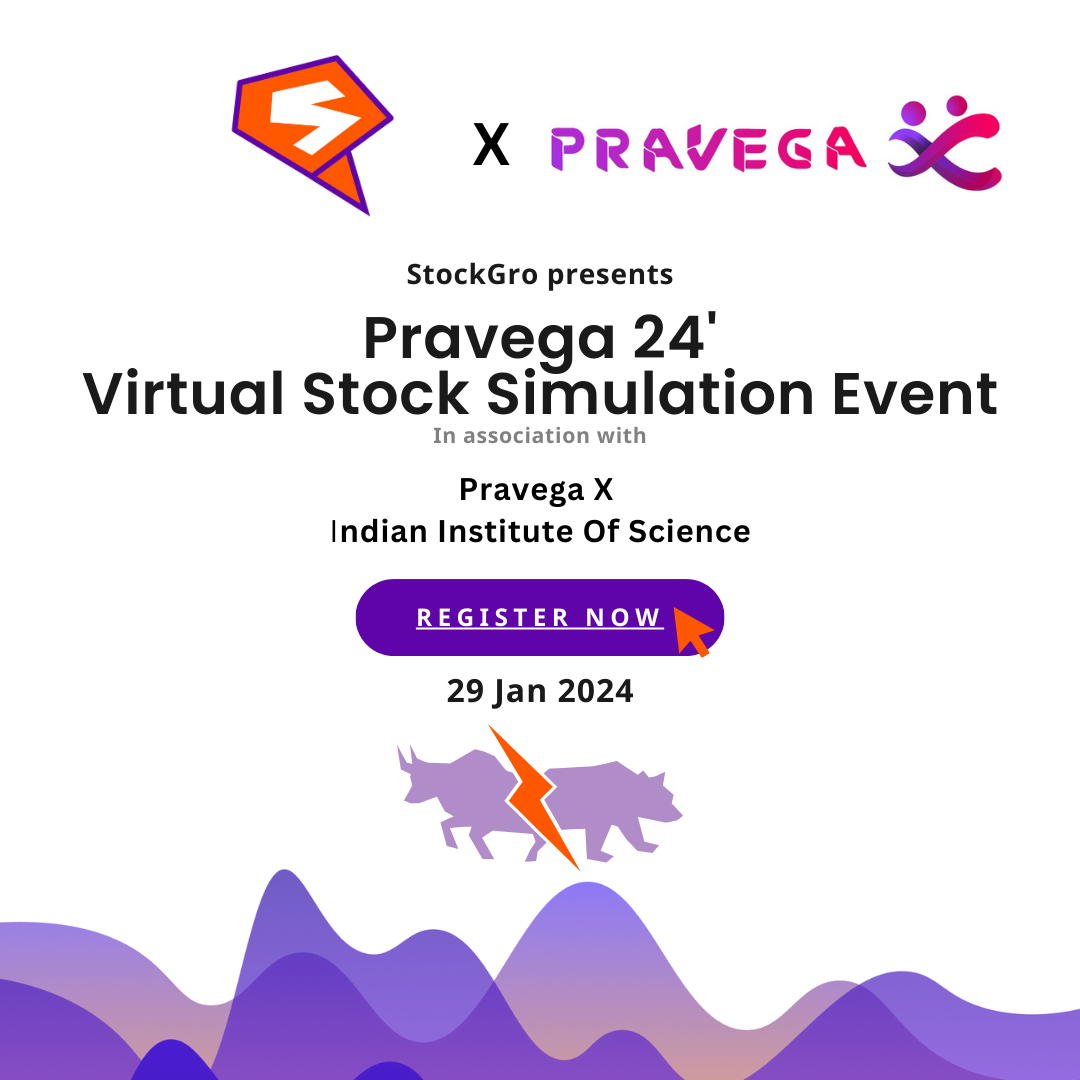 X PRAVEGA
StockGro presents
Pravega 24'
Virtual Stock Simulation Event
In association with
Pravega X
Indian Institute Of Science
REGISTER NOW
29 Jan 2024